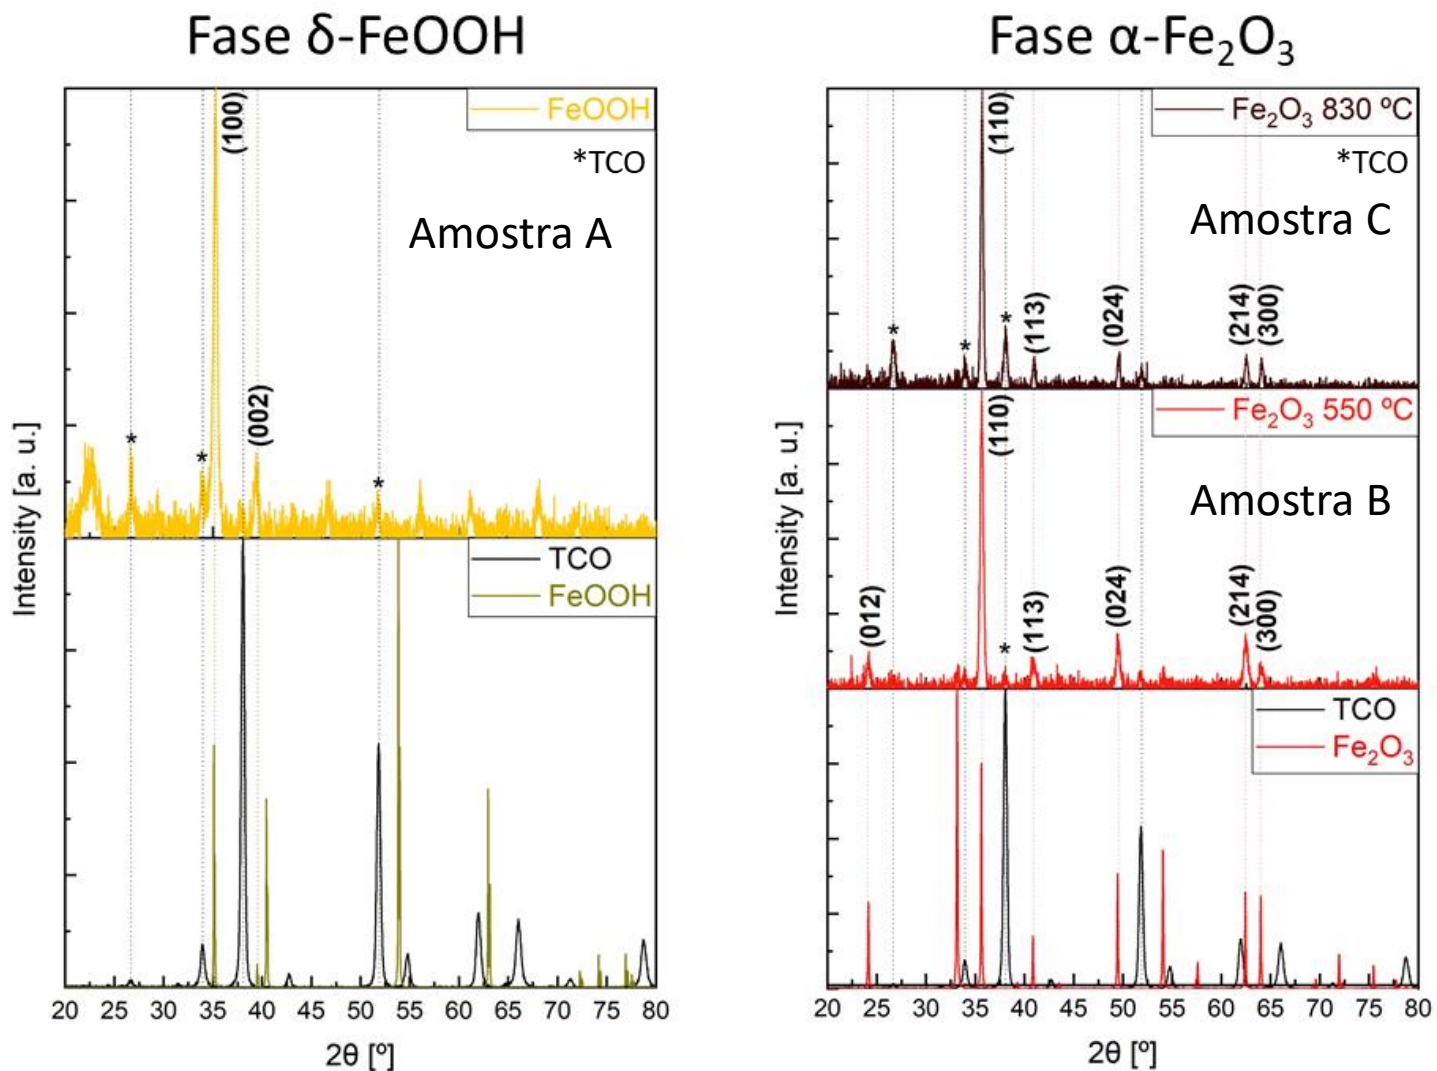 Fase δ-FeOOH
FeOOH
*TCO
Amostra A
(100)
(002)
*
*
*
TCO
FeOOH
Intensity [a. u.]
20 25 30 35 40 45 50 55 60 65 70 75 80
2θ [º]
Fase α-Fe₂O₃
Fe₂O₃ 830 ºC
*TCO
Amostra C
(110)
*
*
*
(113)
(024)
(214)
(300)
Fe₂O₃ 550 ºC
Amostra B
(012)
(110)
*
(113)
(024)
(214)
(300)
TCO
Fe₂O₃
Intensity [a. u.]
20 25 30 35 40 45 50 55 60 65 70 75 80
2θ [º]